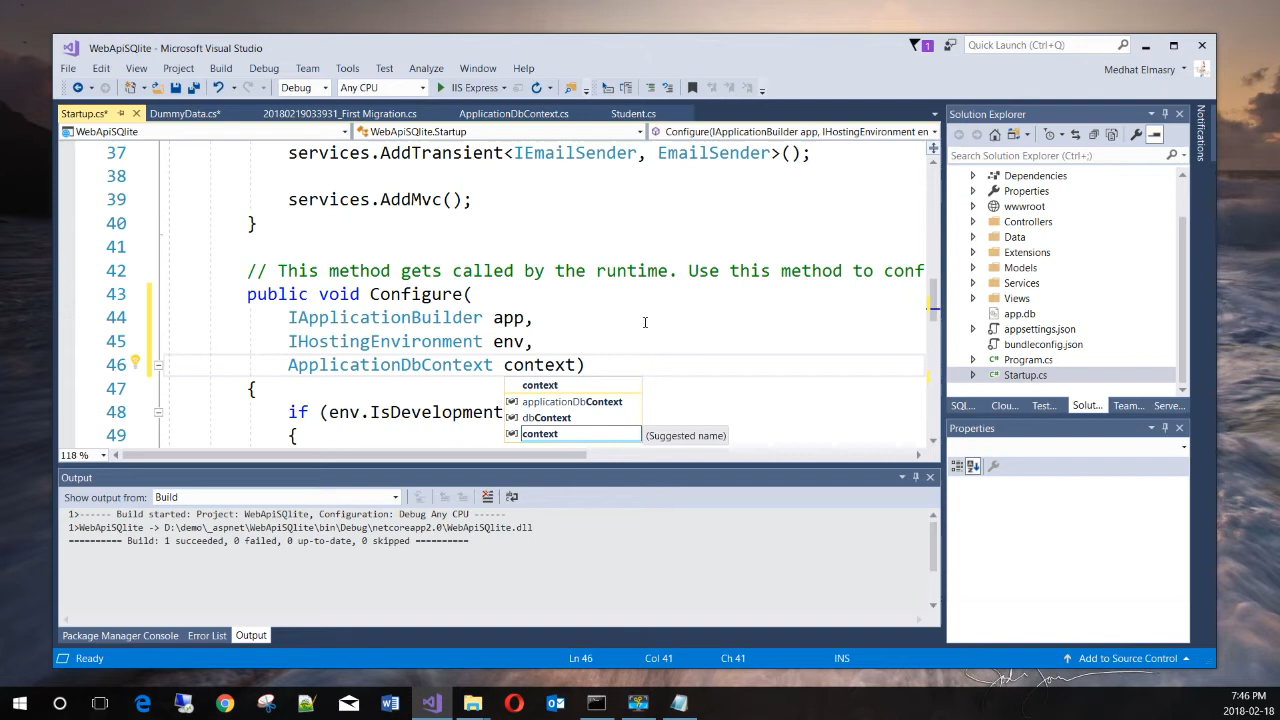 WebApiSQlite - Microsoft Visual Studio
1
Quick Launch (Ctrl+Q)
File Edit View Project Build Debug Team Tools Test Analyze Window Help
Medhat Elmasry
Debug Any CPU IIS Express
Startup.cs* DummyData.cs* 20180219033931_First Migration.cs ApplicationDbContext.cs Student.cs
WebApiSQlite WebApiSQlite.Startup Configure(IApplicationBuilder app, IHostingEnvironment en
37 services.AddTransient<IEmailSender, EmailSender>();
38
39 services.AddMvc();
40 }
41
42 // This method gets called by the runtime. Use this method to conf
43 public void Configure(
44 IApplicationBuilder app,
45 IHostingEnvironment env,
46 ApplicationDbContext context)
47 {
48 if (env.IsDevelopment
49 {
context
applicationDbContext
dbContext
context (Suggested name)
118 %
Output
Show output from: Build
1>------ Build started: Project: WebApiSQlite, Configuration: Debug Any CPU ------
1>WebApiSQlite -> D:\demo\_aspnet\WebApiSQlite\bin\Debug\netcoreapp2.0\WebApiSQlite.dll
========== Build: 1 succeeded, 0 failed, 0 up-to-date, 0 skipped ==========
Package Manager Console Error List Output
Solution Explorer
Search Solution Explorer (Ctrl+;)
Dependencies
Properties
wwwroot
Controllers
Data
Extensions
Models
Services
Views
app.db
appsettings.json
bundleconfig.json
Program.cs
Startup.cs
SQL... Clou... Test... Solut... Team... Serve...
Properties
Notifications
Ready Ln 46 Col 41 Ch 41 INS Add to Source Control
7:46 PM
2018-02-18